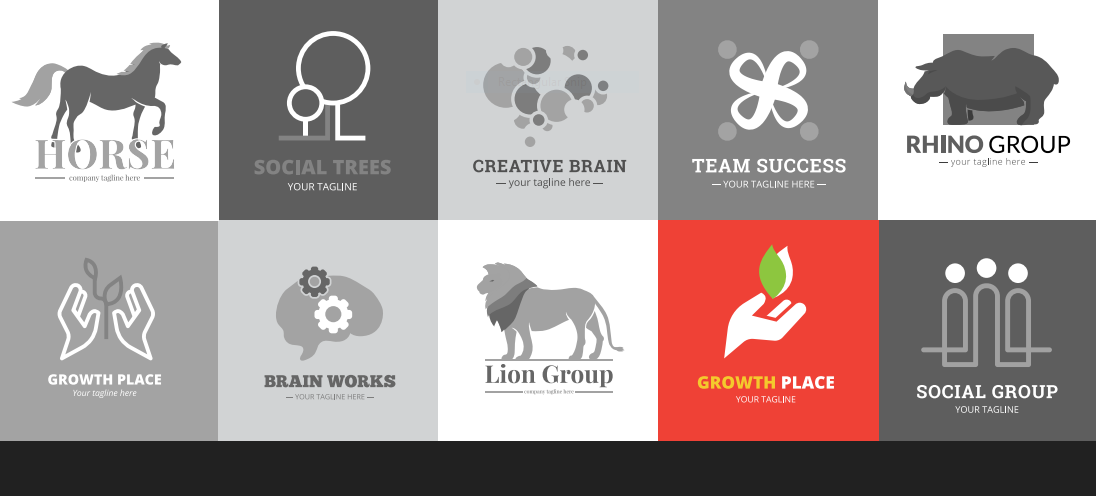 HORSE
company tagline here
SOCIAL TREES
YOUR TAGLINE
CREATIVE BRAIN
your tagline here
TEAM SUCCESS
YOUR TAGLINE HERE
RHINO GROUP
your tagline here
GROWTH PLACE
Your tagline here
BRAIN WORKS
YOUR TAGLINE HERE
Lion Group
company tagline here
GROWTH PLACE
YOUR TAGLINE
SOCIAL GROUP
YOUR TAGLINE